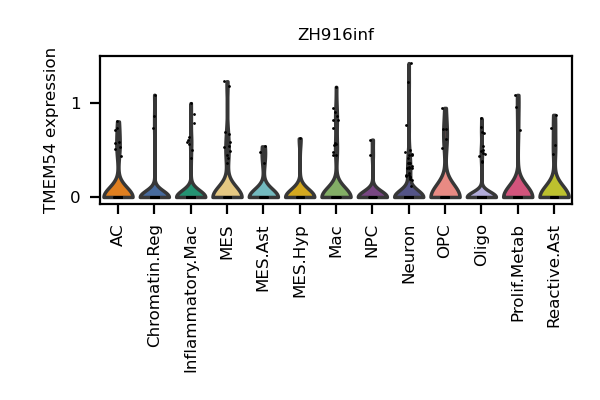 ZH916inf
TMEM54 expression
1
0
AC
Chromatin.Reg
Inflammatory.Mac
MES
MES.Ast
MES.Hyp
Mac
NPC
Neuron
OPC
Oligo
Prolif.Metab
Reactive.Ast